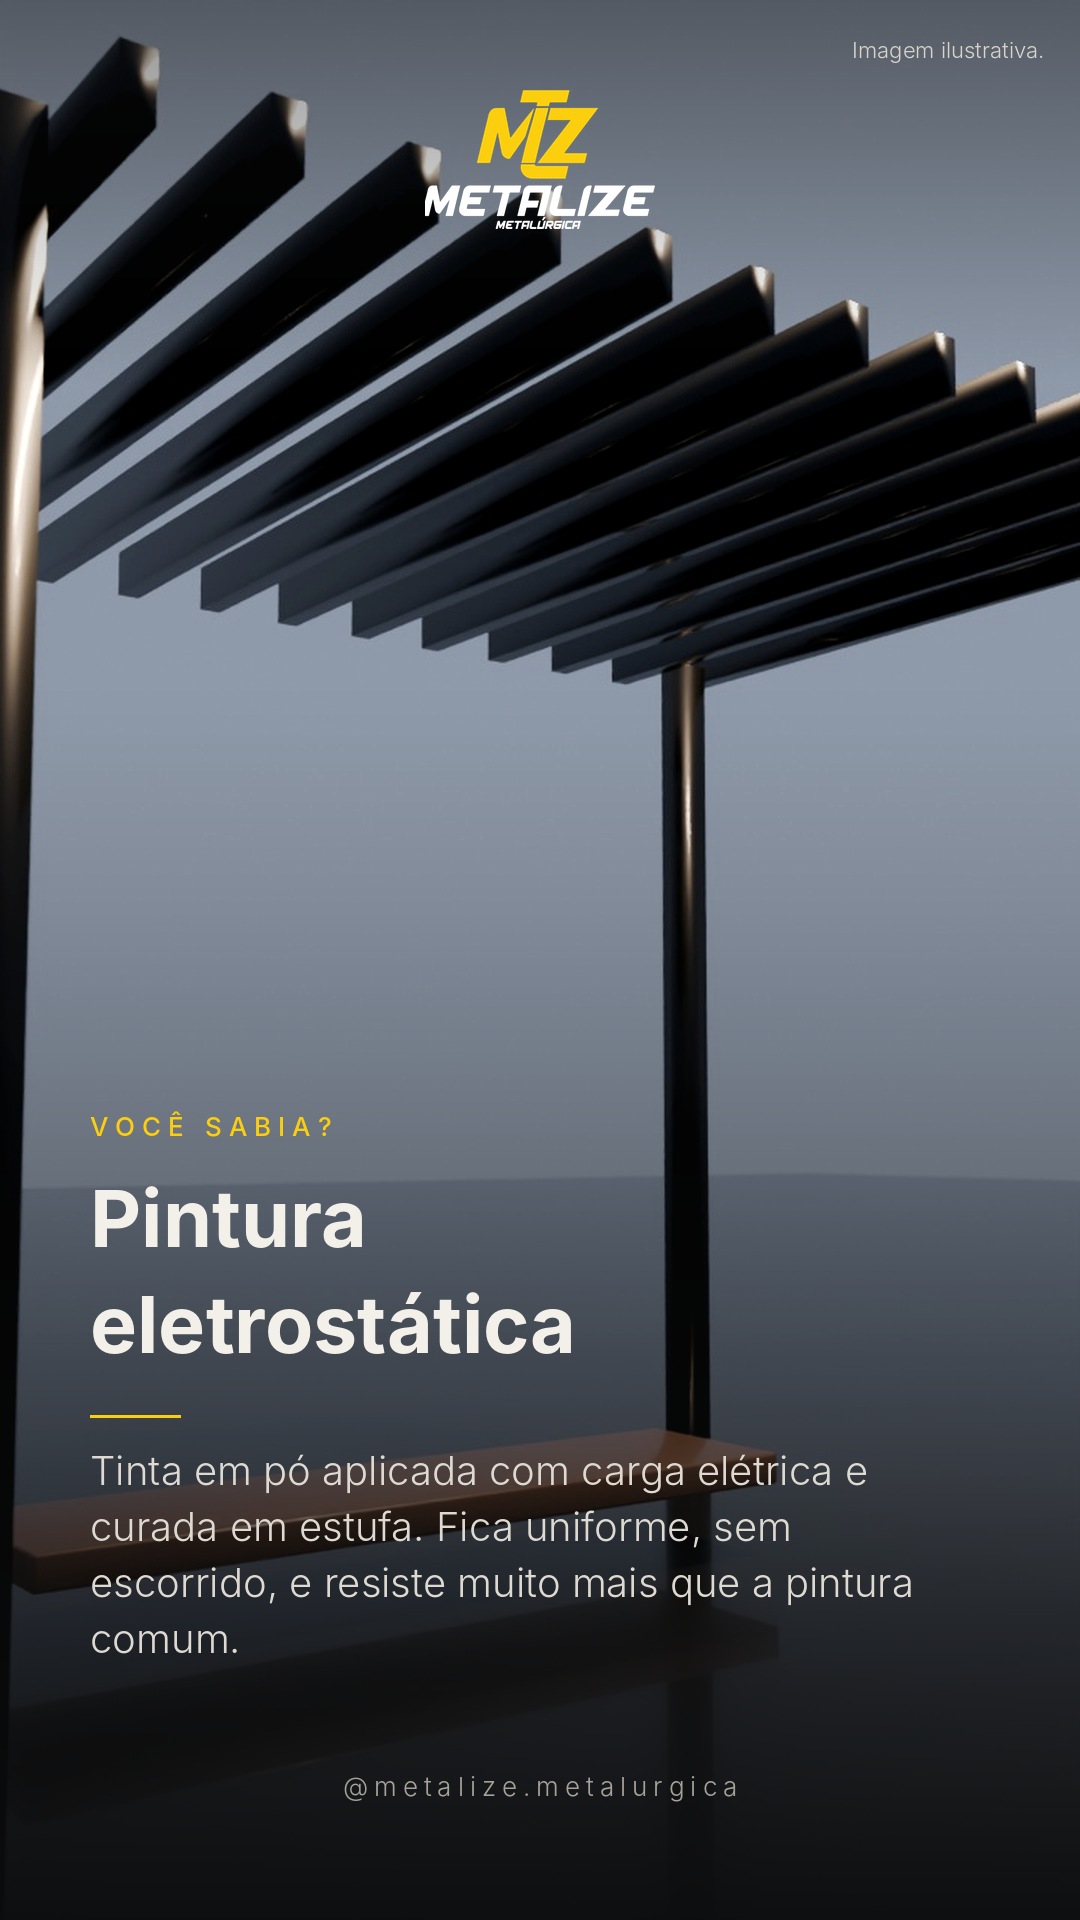 Imagem ilustrativa.
MTZ
METALIZE
METALÚRGICA
VOCÊ SABIA?
Pintura
eletrostática
Tinta em pó aplicada com carga elétrica e
curada em estufa. Fica uniforme, sem
escorrido, e resiste muito mais que a pintura
comum.
@metalize.metalurgica